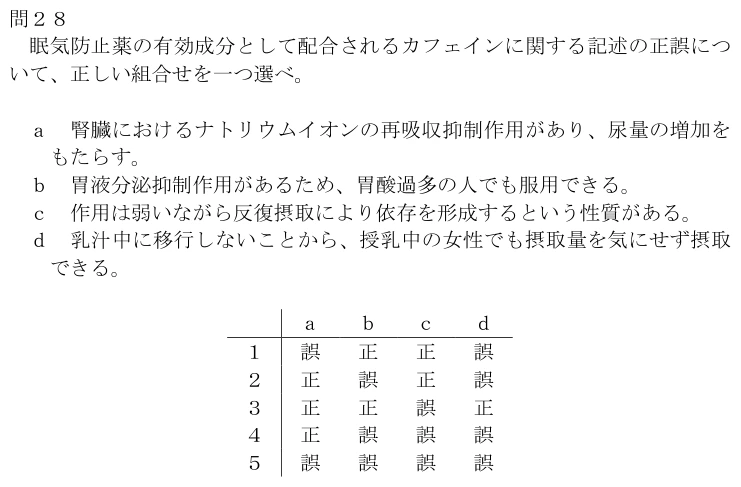 問２８
眠気防止薬の有効成分として配合されるカフェインに関する記述の正誤につ
いて、正しい組合せを一つ選べ。
a 腎臓におけるナトリウムイオンの再吸収抑制作用があり、尿量の増加を
もたらす。
b 胃液分泌抑制作用があるため、胃酸過多の人でも服用できる。
c 作用は弱いながら反復摂取により依存を形成するという性質がある。
d 乳汁中に移行しないことから、授乳中の女性でも摂取量を気にせず摂取
できる。
a b c d
1 誤 正 正 誤
2 正 誤 正 誤
3 正 正 誤 正
4 正 誤 誤 誤
5 誤 誤 誤 誤